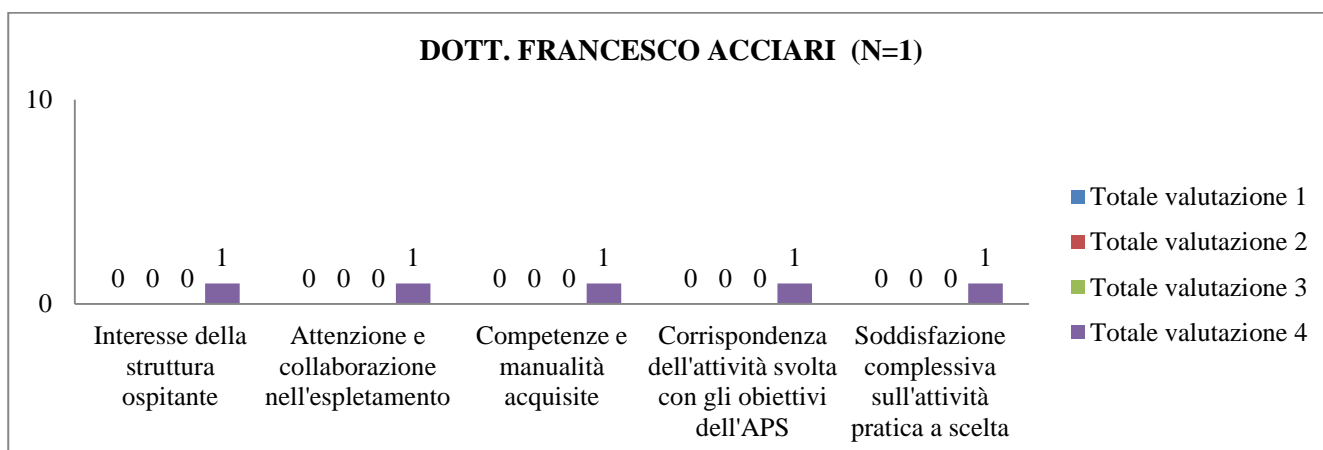 DOTT. FRANCESCO ACCIARI (N=1)
10
0
0 0 0 1
0 0 0 1
0 0 0 1
0 0 0 1
0 0 0 1
Interesse della
struttura
ospitante
Attenzione e
collaborazione
nell'espletamento
Competenze e
manualità
acquisite
Corrispondenza
dell'attività svolta
con gli obiettivi
dell'APS
Soddisfazione
complessiva
sull'attività
pratica a scelta
Totale valutazione 1
Totale valutazione 2
Totale valutazione 3
Totale valutazione 4